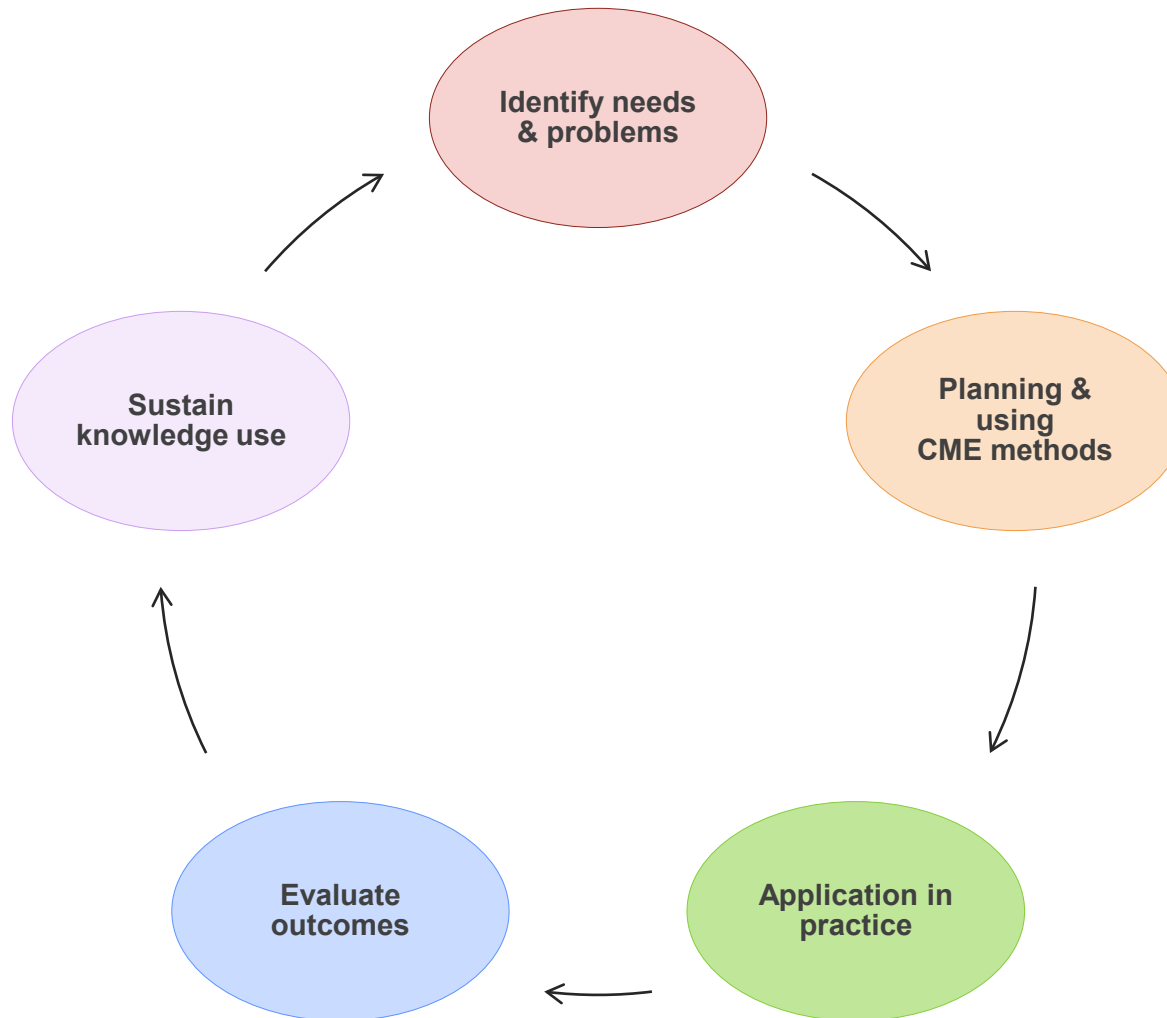 Identify needs
& problems
Planning &
using
CME methods
Application in
practice
Evaluate
outcomes
Sustain
knowledge use